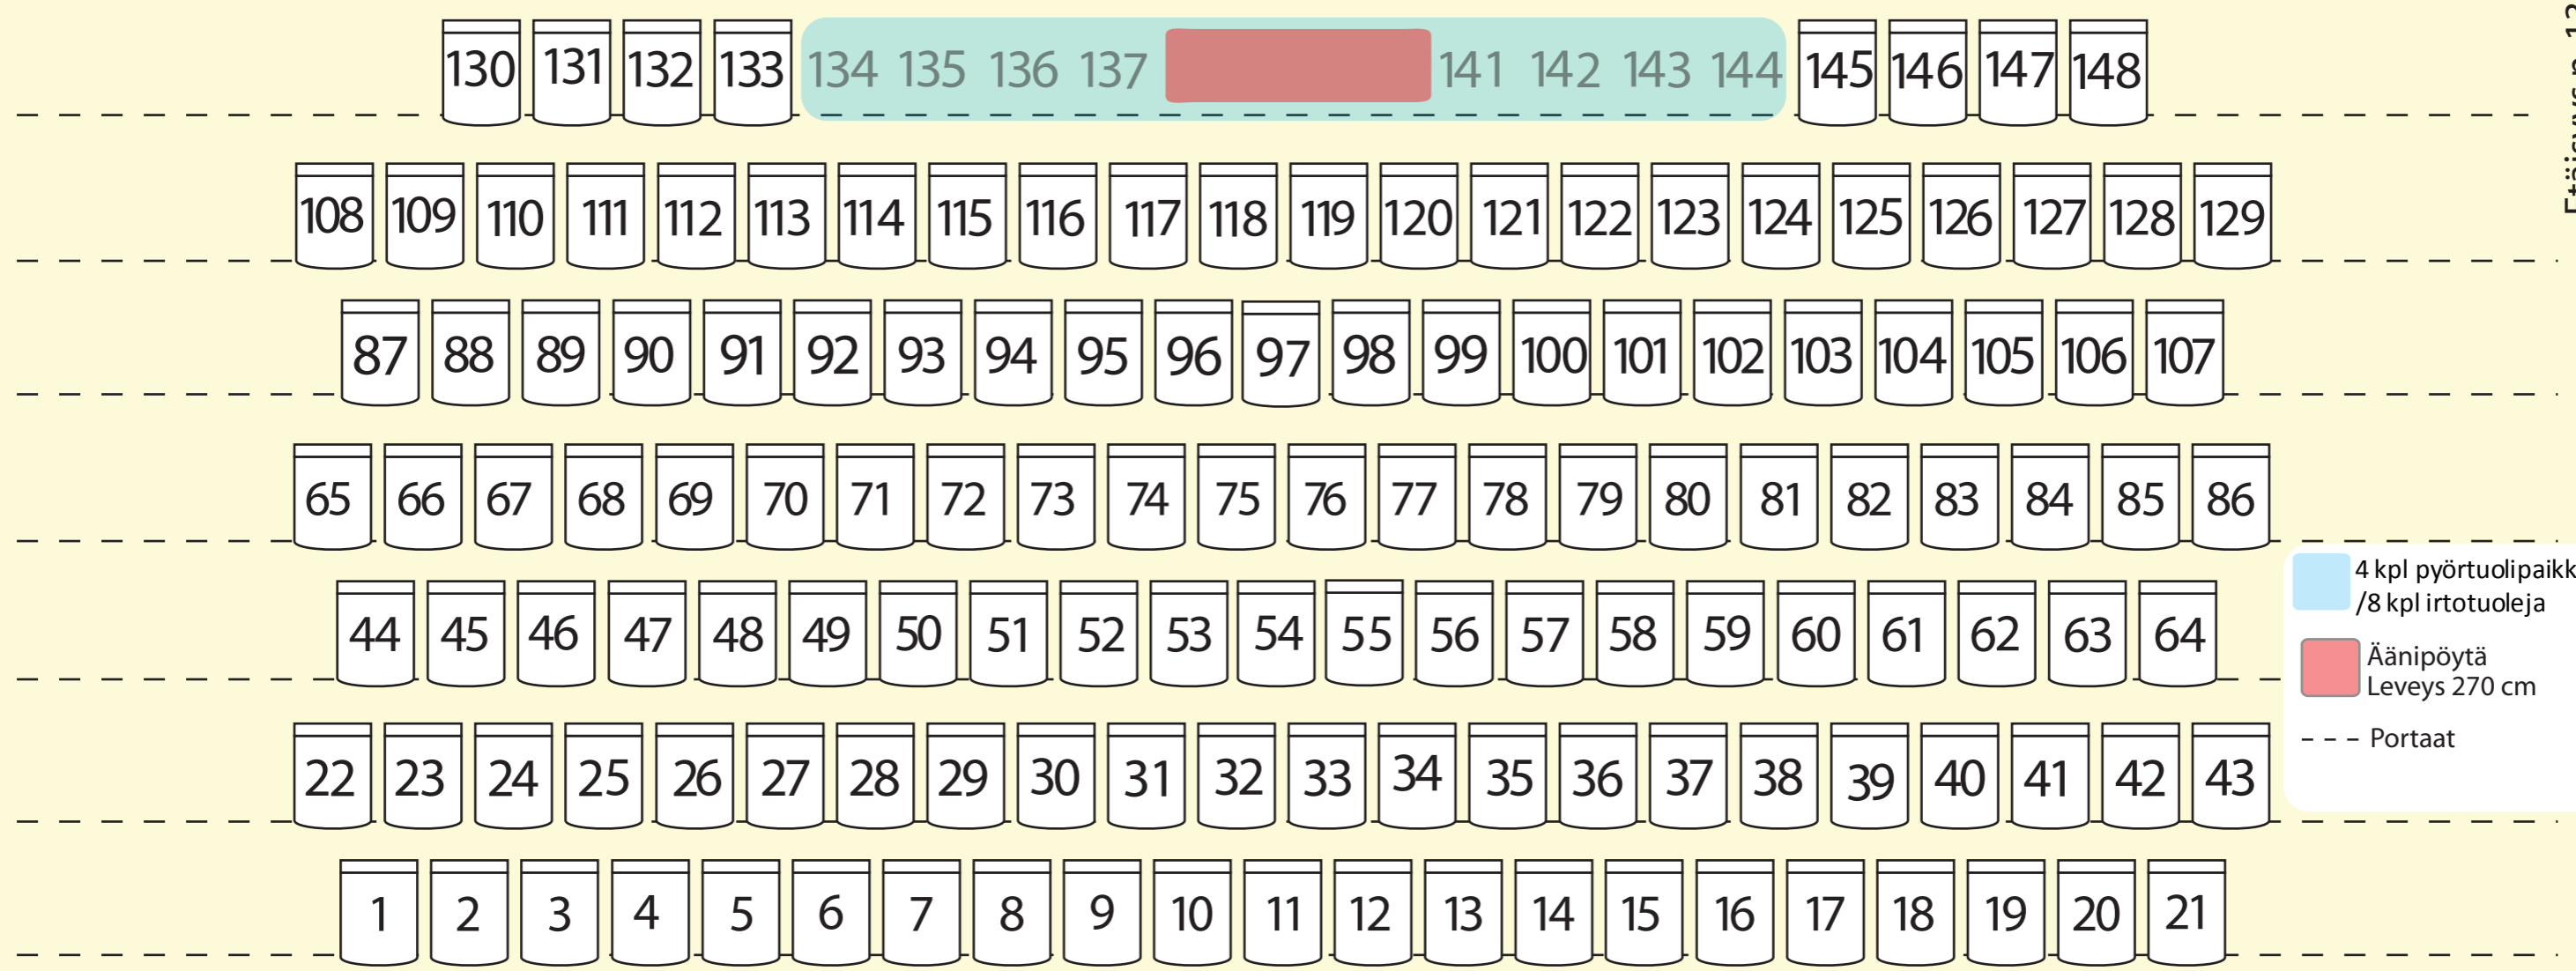 130 131 132 133 134 135 136 137 141 142 143 144 145 146 147 148
108 109 110 111 112 113 114 115 116 117 118 119 120 121 122 123 124 125 126 127 128 129
87 88 89 90 91 92 93 94 95 96 97 98 99 100 101 102 103 104 105 106 107
65 66 67 68 69 70 71 72 73 74 75 76 77 78 79 80 81 82 83 84 85 86
44 45 46 47 48 49 50 51 52 53 54 55 56 57 58 59 60 61 62 63 64
22 23 24 25 26 27 28 29 30 31 32 33 34 35 36 37 38 39 40 41 42 43
1 2 3 4 5 6 7 8 9 10 11 12 13 14 15 16 17 18 19 20 21
4 kpl pyörtuolipaikk
/8 kpl irtotuoleja
Äänipöytä
Leveys 270 cm
Portaat